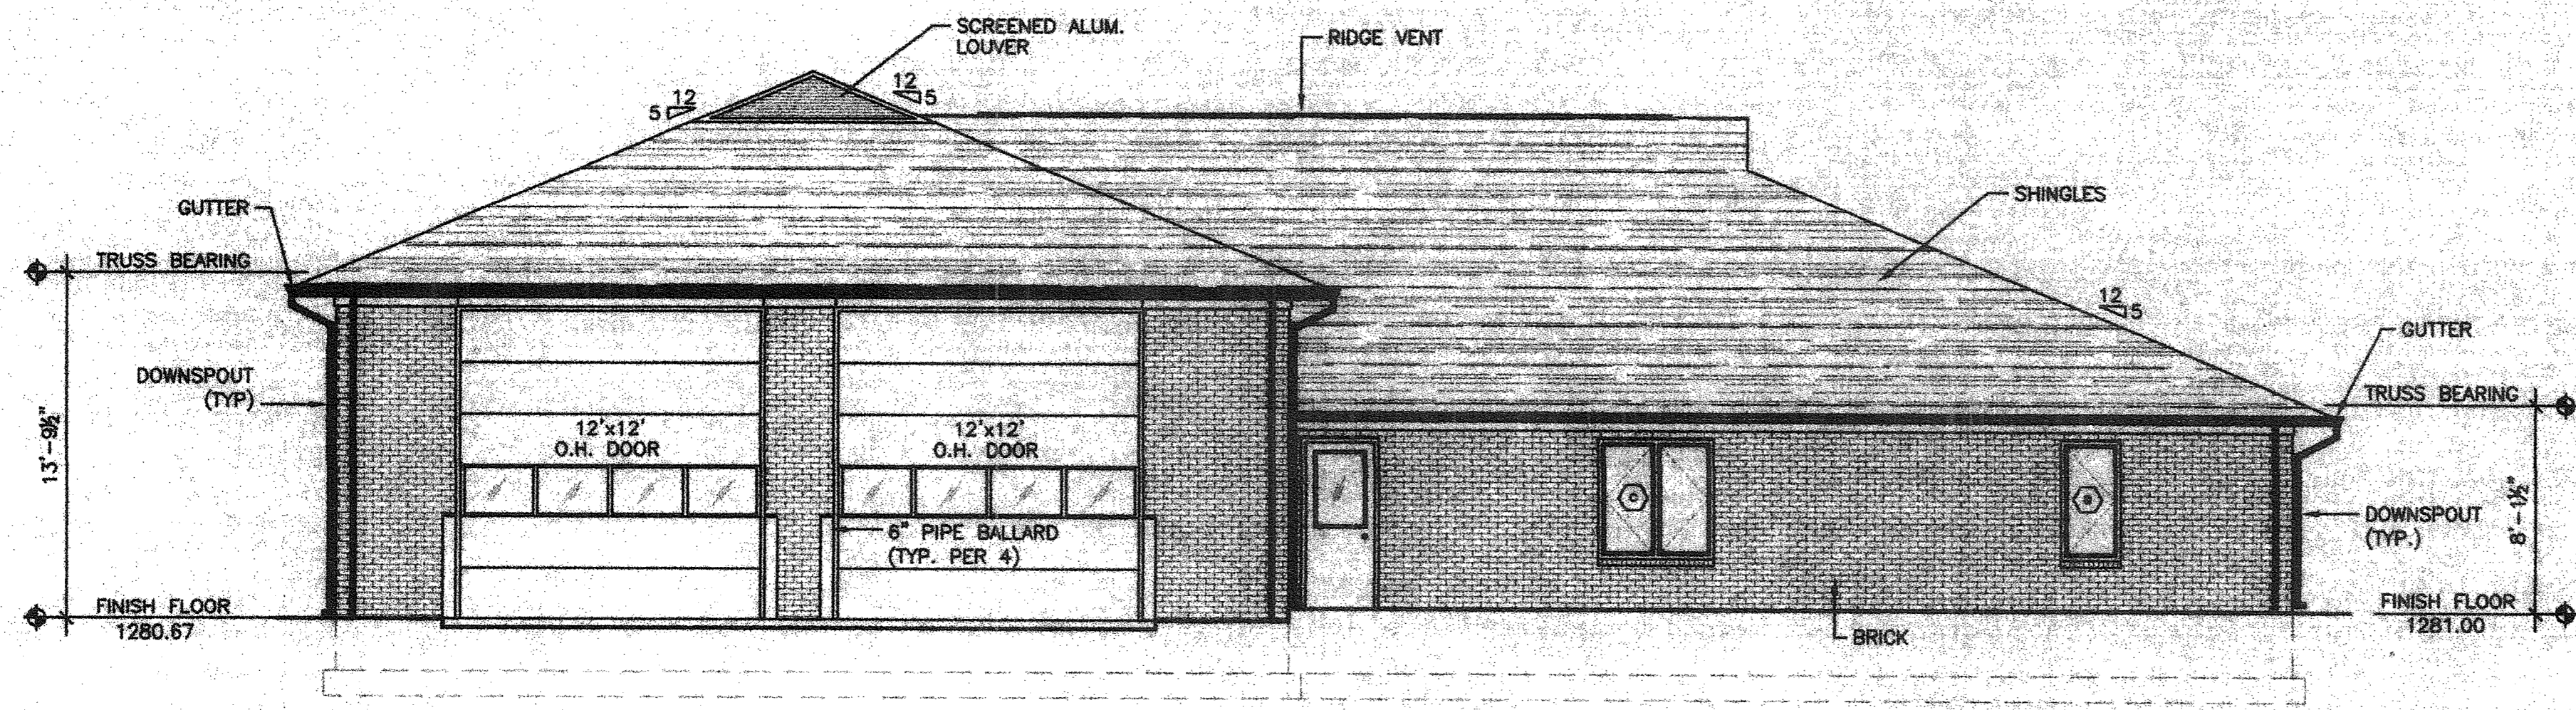 SCREENED ALUM.
LOUVER
RIDGE VENT
12
5
12
5
GUTTER
SHINGLES
TRUSS BEARING
12
5
GUTTER
DOWNSPOUT
(TYP)
TRUSS BEARING
13'-9½"
12'x12'
O.H. DOOR
12'x12'
O.H. DOOR
6" PIPE BALLARD
(TYP. PER 4)
8'-1½"
DOWNSPOUT
(TYP.)
FINISH FLOOR
1280.67
FINISH FLOOR
1281.00
BRICK